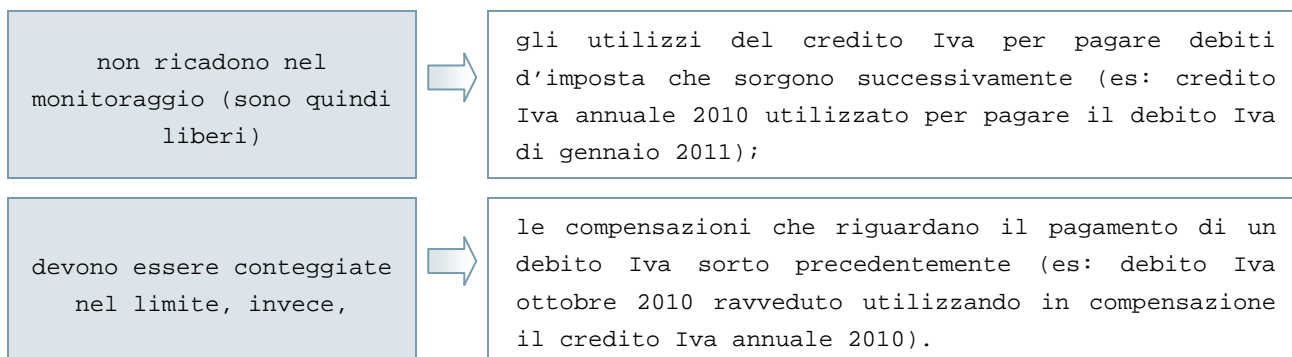 non ricadono nel
monitoraggio (sono quindi
liberi)
gli utilizzi del credito Iva per pagare debiti
d'imposta che sorgono successivamente (es: credito
Iva annuale 2010 utilizzato per pagare il debito Iva
di gennaio 2011);
devono essere conteggiate
nel limite, invece,
le compensazioni che riguardano il pagamento di un
debito Iva sorto precedentemente (es: debito Iva
ottobre 2010 ravveduto utilizzando in compensazione
il credito Iva annuale 2010).